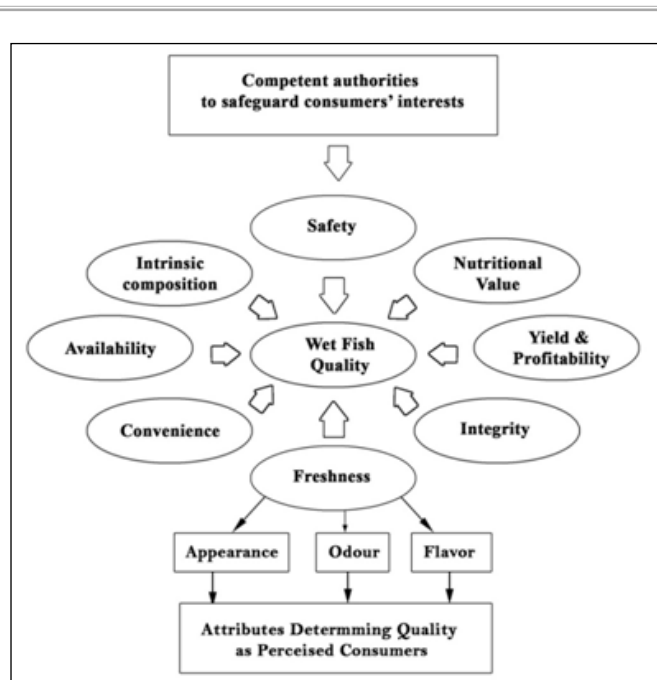 Competent authorities
to safeguard consumers' interests
Safety
Intrinsic
composition
Nutritional
Value
Availability
Wet Fish
Quality
Yield &
Profitability
Convenience
Integrity
Freshness
Appearance
Odour
Flavor
Attributes Determming Quality
as Perceised Consumers